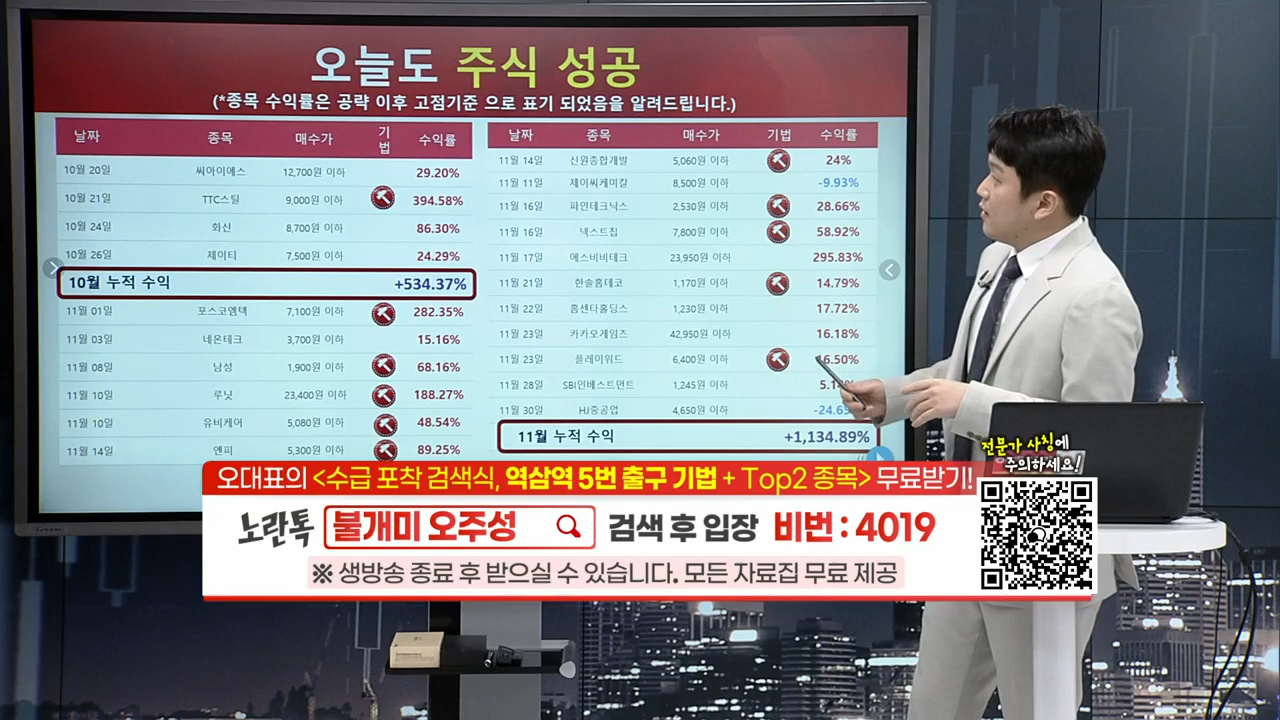 오늘도 주식 성공
(*종목 수익률은 공략 이후 고점기준 으로 표기 되었음을 알려드립니다.)
날짜 종목 매수가 기법 수익률
10월 20일 씨아이에스 12,700원 이하 29.20%
10월 21일 TTC스틸 9,000원 이하 394.58%
10월 24일 화신 8,700원 이하 86.30%
10월 26일 제이티 7,500원 이하 24.29%
10월 누적 수익 +534.37%
11월 01일 포스코엠텍 7,100원 이하 282.35%
11월 03일 네온테크 3,700원 이하 15.16%
11월 08일 남성 1,900원 이하 68.16%
11월 10일 루닛 23,400원 이하 188.27%
11월 10일 유비케어 5,080원 이하 48.54%
11월 14일 엔피 5,300원 이하 89.25%
날짜 종목 매수가 기법 수익률
11월 14일 신원종합개발 5,060원 이하 24%
11월 11일 제이씨케미칼 8,500원 이하 -9.93%
11월 16일 파인테크닉스 2,530원 이하 28.66%
11월 16일 넥스트칩 7,800원 이하 58.92%
11월 17일 에스비비테크 23,950원 이하 295.83%
11월 21일 한솔홈데코 1,170원 이하 14.79%
11월 22일 홈센타홀딩스 1,230원 이하 17.72%
11월 23일 카카오게임즈 42,950원 이하 16.18%
11월 23일 플레이위드 6,400원 이하
11월 28일 SBI인베스트먼트 1,245원 이하
11월 30일 HJ중공업 4,650원 이하
11월 누적 수익 +1,134.89%
전문가 사칭에
주의하세요!
오대표의 <수급 포착 검색식, 역삼역 5번 출구 기법 + Top2 종목> 무료받기!
노란톡 불개미 오주성 검색 후 입장 비번 : 4019
※ 생방송 종료 후 받으실 수 있습니다. 모든 자료집 무료 제공